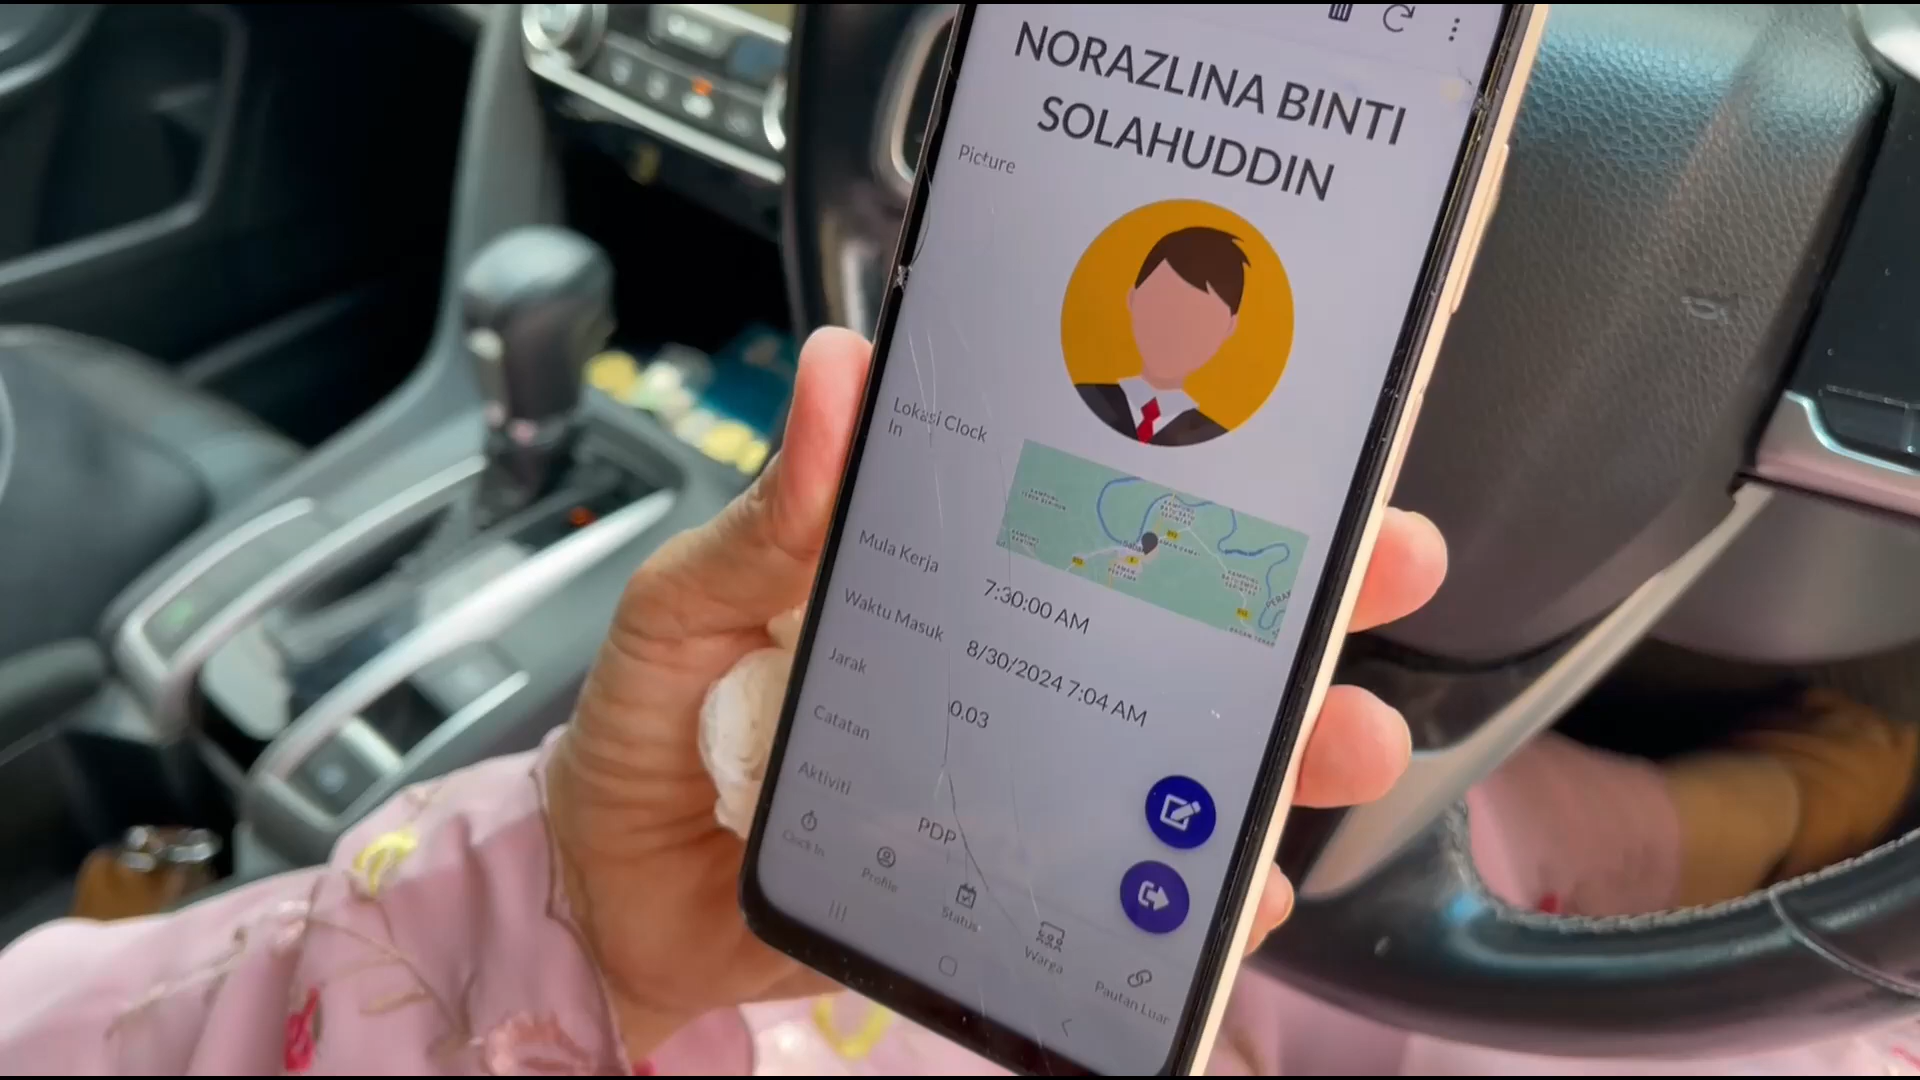 NORAZLINA BINTI
SOLAHUDDIN
Picture
Lokasi Clock
In
Mula Kerja
7:30:00 AM
Waktu Masuk
8/30/2024 7:04 AM
Jarak
0.03
Catatan
Aktiviti
PDP
Clock In
Profile
Status
Warga
Pautan Luar